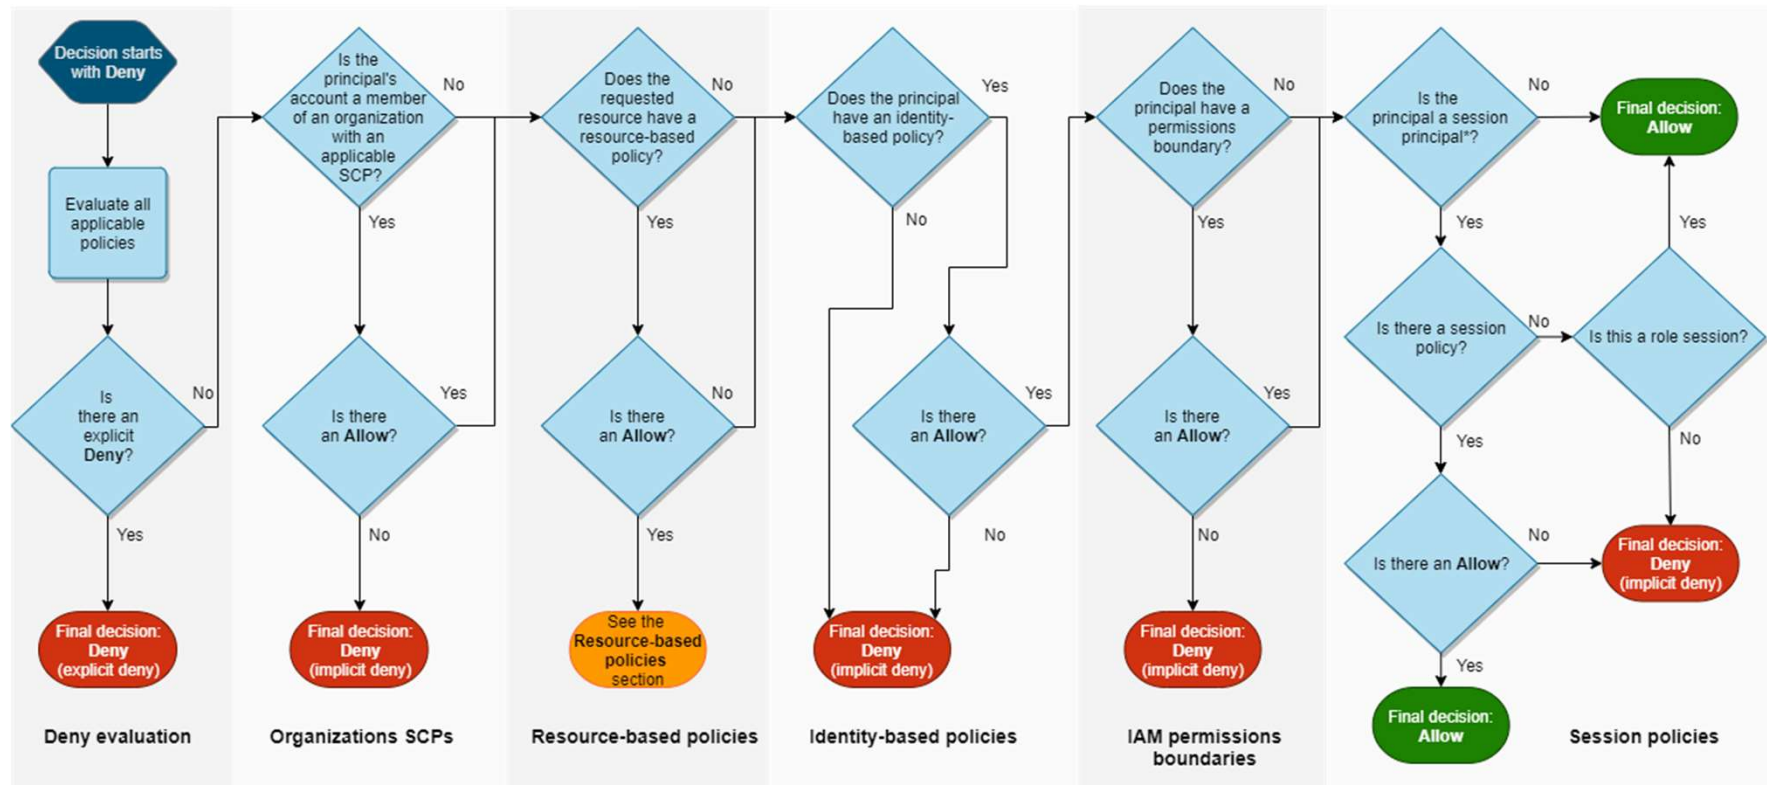 Decision starts
with Deny
Evaluate all
applicable
policies
Is
there an
explicit
Deny?
No
Yes
Final decision:
Deny
(explicit deny)
Deny evaluation
Is the
principal's
account a member
of an organization
with an
applicable
SCP?
No
Yes
Is there
an Allow?
Yes
No
Final decision:
Deny
(implicit deny)
Organizations SCPs
Does the
requested
resource have a
resource-based
policy?
No
Yes
Is there
an Allow?
No
Yes
See the
Resource-based
policies
section
Resource-based policies
Does the principal
have an identity-
based policy?
Yes
No
Is there
an Allow?
Yes
No
Final decision:
Deny
(implicit deny)
Identity-based policies
Does the
principal have a
permissions
boundary?
No
Yes
Is there
an Allow?
Yes
No
Final decision:
Deny
(implicit deny)
IAM permissions
boundaries
Is the
principal a session
principal*?
No
Final decision:
Allow
Yes
Yes
Is there a session
policy?
No
Is this a role session?
Yes
No
Is there an Allow?
No
Final decision:
Deny
(implicit deny)
Yes
Final decision:
Allow
Session policies